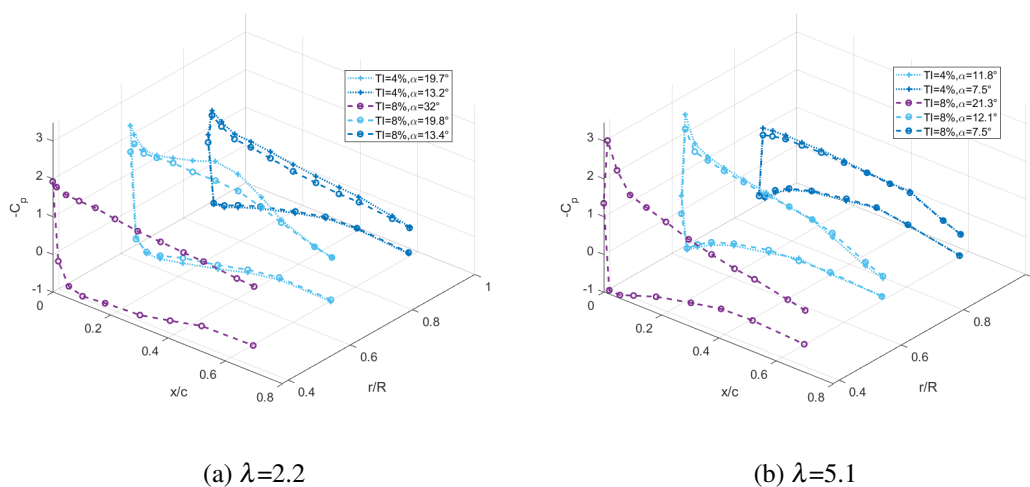 TI=4%,α=19.7°
TI=4%,α=13.2°
TI=8%,α=32°
TI=8%,α=19.8°
TI=8%,α=13.4°
3
2
1
0
-1
-Cp
0
0.2
0.4
0.6
0.8
x/c
0.4
0.6
0.8
1
r/R
(a) λ=2.2
TI=4%,α=11.8°
TI=4%,α=7.5°
TI=8%,α=21.3°
TI=8%,α=12.1°
TI=8%,α=7.5°
3
2
1
0
-1
-Cp
0
0.2
0.4
0.6
0.8
x/c
0.4
0.6
0.8
1
r/R
(b) λ=5.1